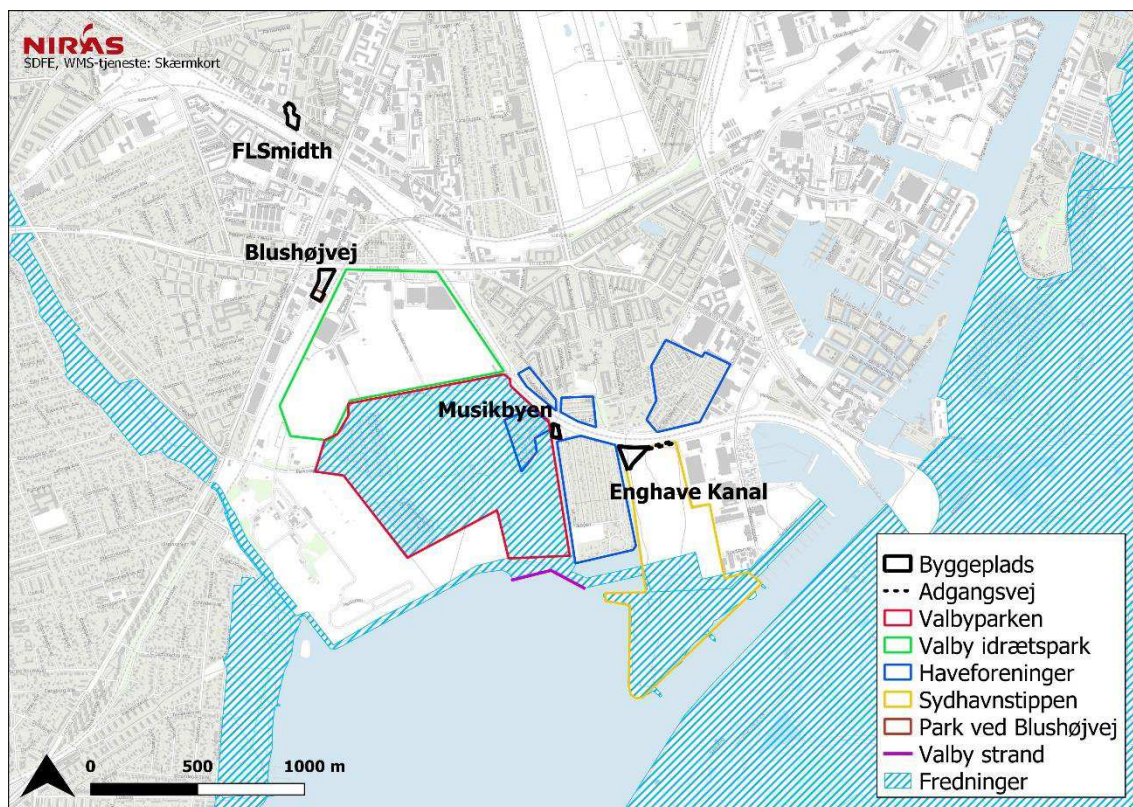 NIRAS
SDFE, WMS-tjeneste: Skærmkort
FLSmidth
Blushøjvej
Musikbyen
Enghave Kanal
Byggeplads
Adgangsvej
Valbyparken
Valby idrætspark
Haveforeninger
Sydhavnstippen
Park ved Blushøjvej
Valby strand
Fredninger
0 500 1000 m